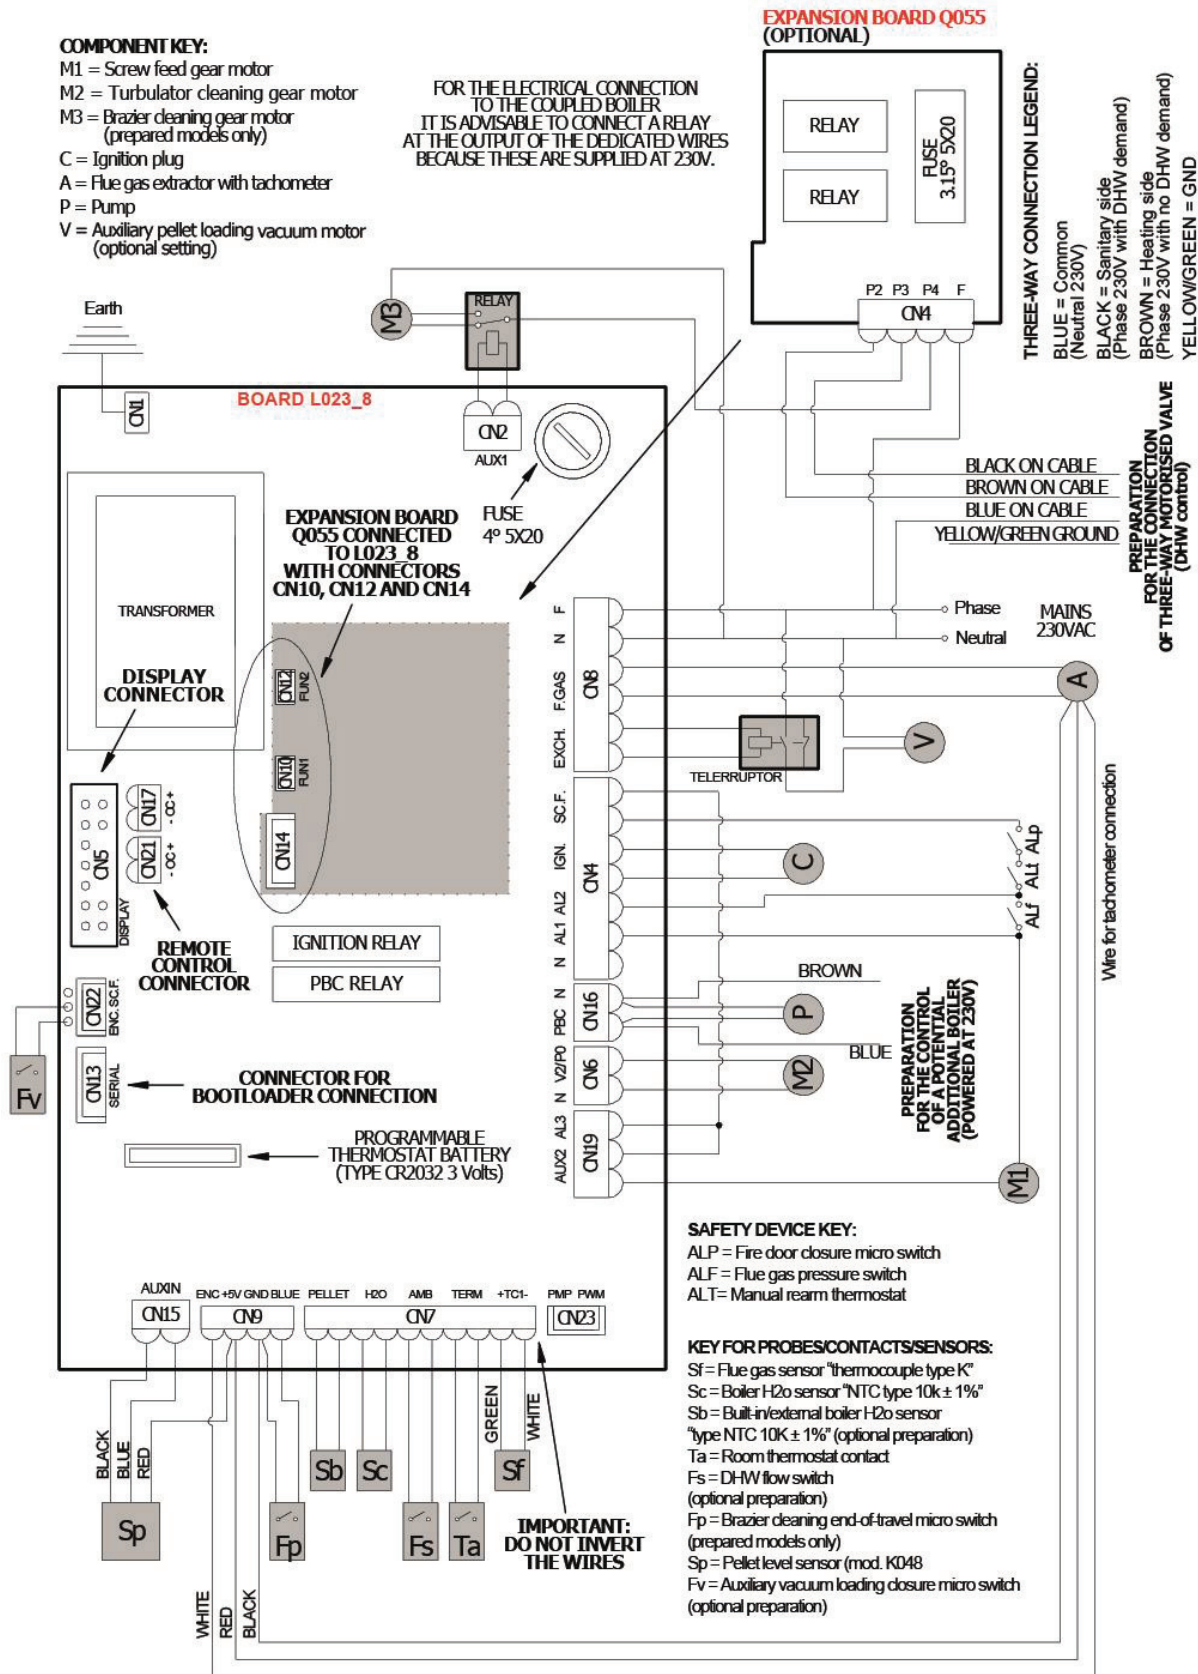 EXPANSION BOARD Q055
(OPTIONAL)
COMPONENT KEY:
M1 = Screw feed gear motor
M2 = Turbulator cleaning gear motor
M3 = Brazier cleaning gear motor
(prepared models only)
C = Ignition plug
A = Flue gas extractor with tachometer
P = Pump
V = Auxiliary pellet loading vacuum motor
(optional setting)
FOR THE ELECTRICAL CONNECTION
TO THE COUPLED BOILER
IT IS ADVISABLE TO CONNECT A RELAY
AT THE OUTPUT OF THE DEDICATED WIRES
BECAUSE THESE ARE SUPPLIED AT 230V.
RELAY
RELAY
FUSE
3.15° 5X20
P2 P3 P4 F
CN4
THREE-WAY CONNECTION LEGEND:
BLUE = Common
(Neutral 230V)
BLACK = Sanitary side
(Phase 230V with DHW demand)
BROWN = Heating side
(Phase 230V with no DHW demand)
YELLOW/GREEN = GND
Earth
M3
RELAY
CN1
BOARD L023_8
CN2
AUX1
FUSE
4° 5X20
BLACK ON CABLE
BROWN ON CABLE
BLUE ON CABLE
YELLOW/GREEN GROUND
PREPARATION
FOR THE CONNECTION
OF THREE-WAY MOTORISED VALVE
(DHW control)
EXPANSION BOARD
Q055 CONNECTED
TO L023_8
WITH CONNECTORS
CN10, CN12 AND CN14
TRANSFORMER
Phase
Neutral
MAINS
230VAC
F
N
F.GAS
EXCH.
CN8
A
DISPLAY
CONNECTOR
CN12
FUN2
CN10
FUN1
CN14
TELERRUPTOR
V
CN5
DISPLAY
CN17
- OC +
CN21
- OC +
SC.F.
IGN.
AL2
AL1
N
CN4
C
ALp
ALt
ALf
Wire for tachometer connection
REMOTE
CONTROL
CONNECTOR
IGNITION RELAY
PBC RELAY
CN22
ENC.SC.F.
N
PBC
CN16
BROWN
P
BLUE
PREPARATION
FOR THE CONTROL
OF A POTENTIAL
ADDITIONAL BOILER
(POWERED AT 230V)
V2/P0
N
CN6
M2
Fv
CN13
SERIAL
CONNECTOR FOR
BOOTLOADER CONNECTION
AL3
AUX2
CN19
M1
PROGRAMMABLE
THERMOSTAT BATTERY
(TYPE CR2032 3 Volts)
SAFETY DEVICE KEY:
ALP = Fire door closure micro switch
ALF = Flue gas pressure switch
ALT= Manual rearm thermostat
AUXIN
CN15
ENC +5V GND BLUE
CN9
PELLET H2O AMB TERM +TC1-
CN7
PMP PWM
CN23
KEY FOR PROBES/CONTACTS/SENSORS:
Sf = Flue gas sensor "thermocouple type K"
Sc = Boiler H2o sensor "NTC type 10k ± 1%"
Sb = Built-in/external boiler H2o sensor
"type NTC 10K ± 1%" (optional preparation)
Ta = Room thermostat contact
Fs = DHW flow switch
(optional preparation)
Fp = Brazier cleaning end-of-travel micro switch
(prepared models only)
Sp = Pellet level sensor (mod. K048
Fv = Auxiliary vacuum loading closure micro switch
(optional preparation)
BLACK
BLUE
RED
GREEN
WHITE
Sp
Fp
Sb
Sc
Fs
Ta
Sf
IMPORTANT:
DO NOT INVERT
THE WIRES
WHITE
RED
BLACK